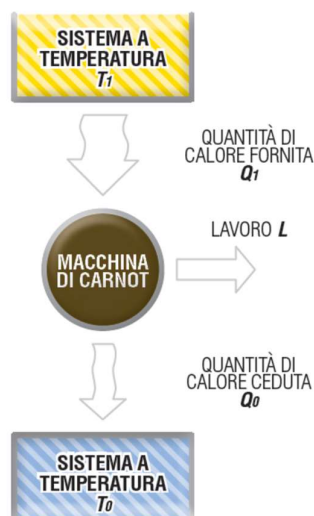 SISTEMA A
TEMPERATURA
T1
QUANTITÀ DI
CALORE FORNITA
Q1
LAVORO L
MACCHINA
DI CARNOT
QUANTITÀ DI
CALORE CEDUTA
Q0
SISTEMA A
TEMPERATURA
T0